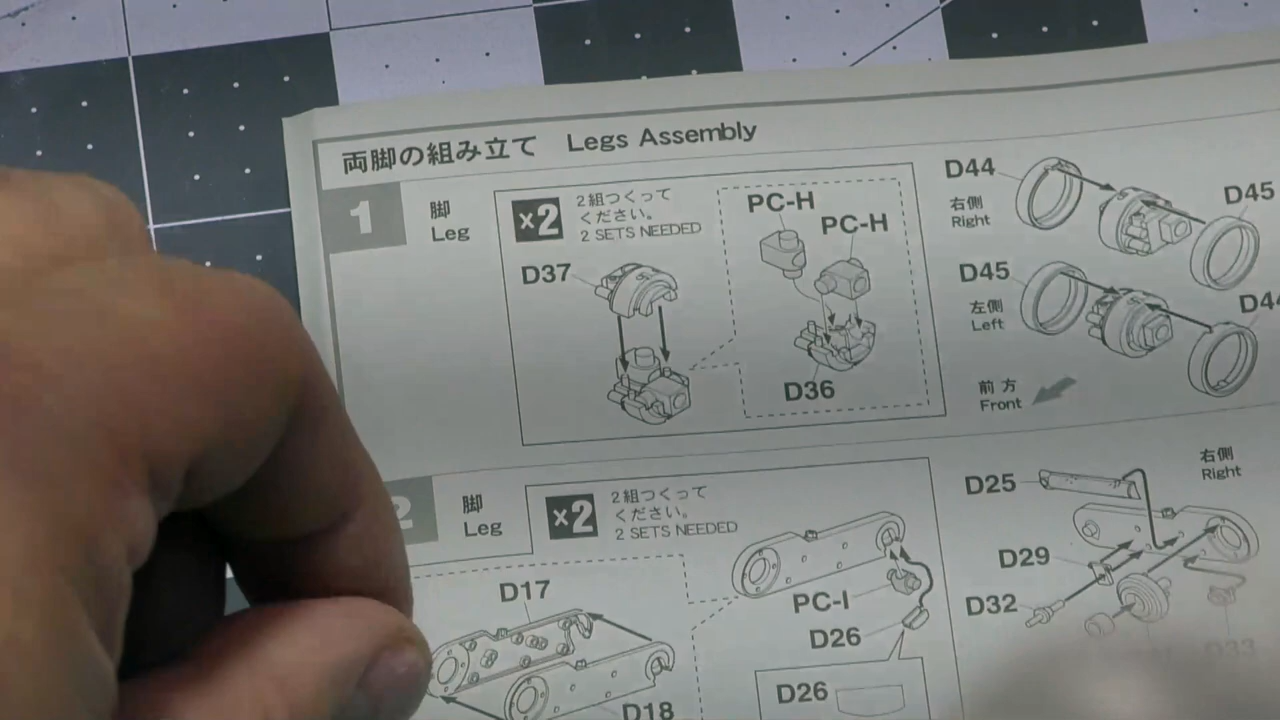 両脚の組み立て Legs Assembly
1
脚
Leg
×2
2組つくって
ください。
2 SETS NEEDED
D37
PC-H
PC-H
D36
D44
右側
Right
D45
D45
左側
Left
D44
前方
Front
2
脚
Leg
×2
2組つくって
ください。
2 SETS NEEDED
D17
D18
PC-I
D26
D26
D25
右側
Right
D29
D32
D33